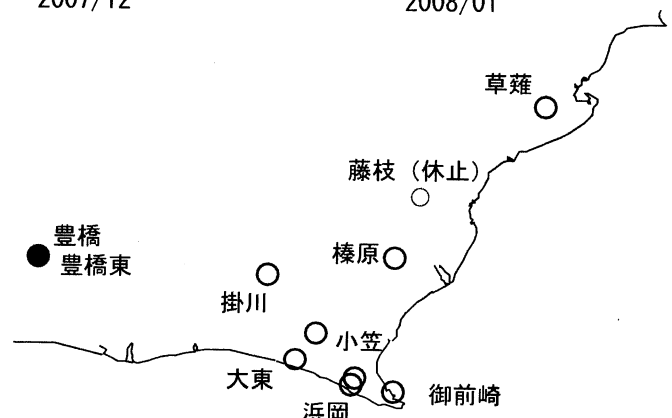 2007/12
2008/01
草薙
藤枝（休止）
豊橋
豊橋東
榛原
掛川
小笠
大東
御前崎
浜岡